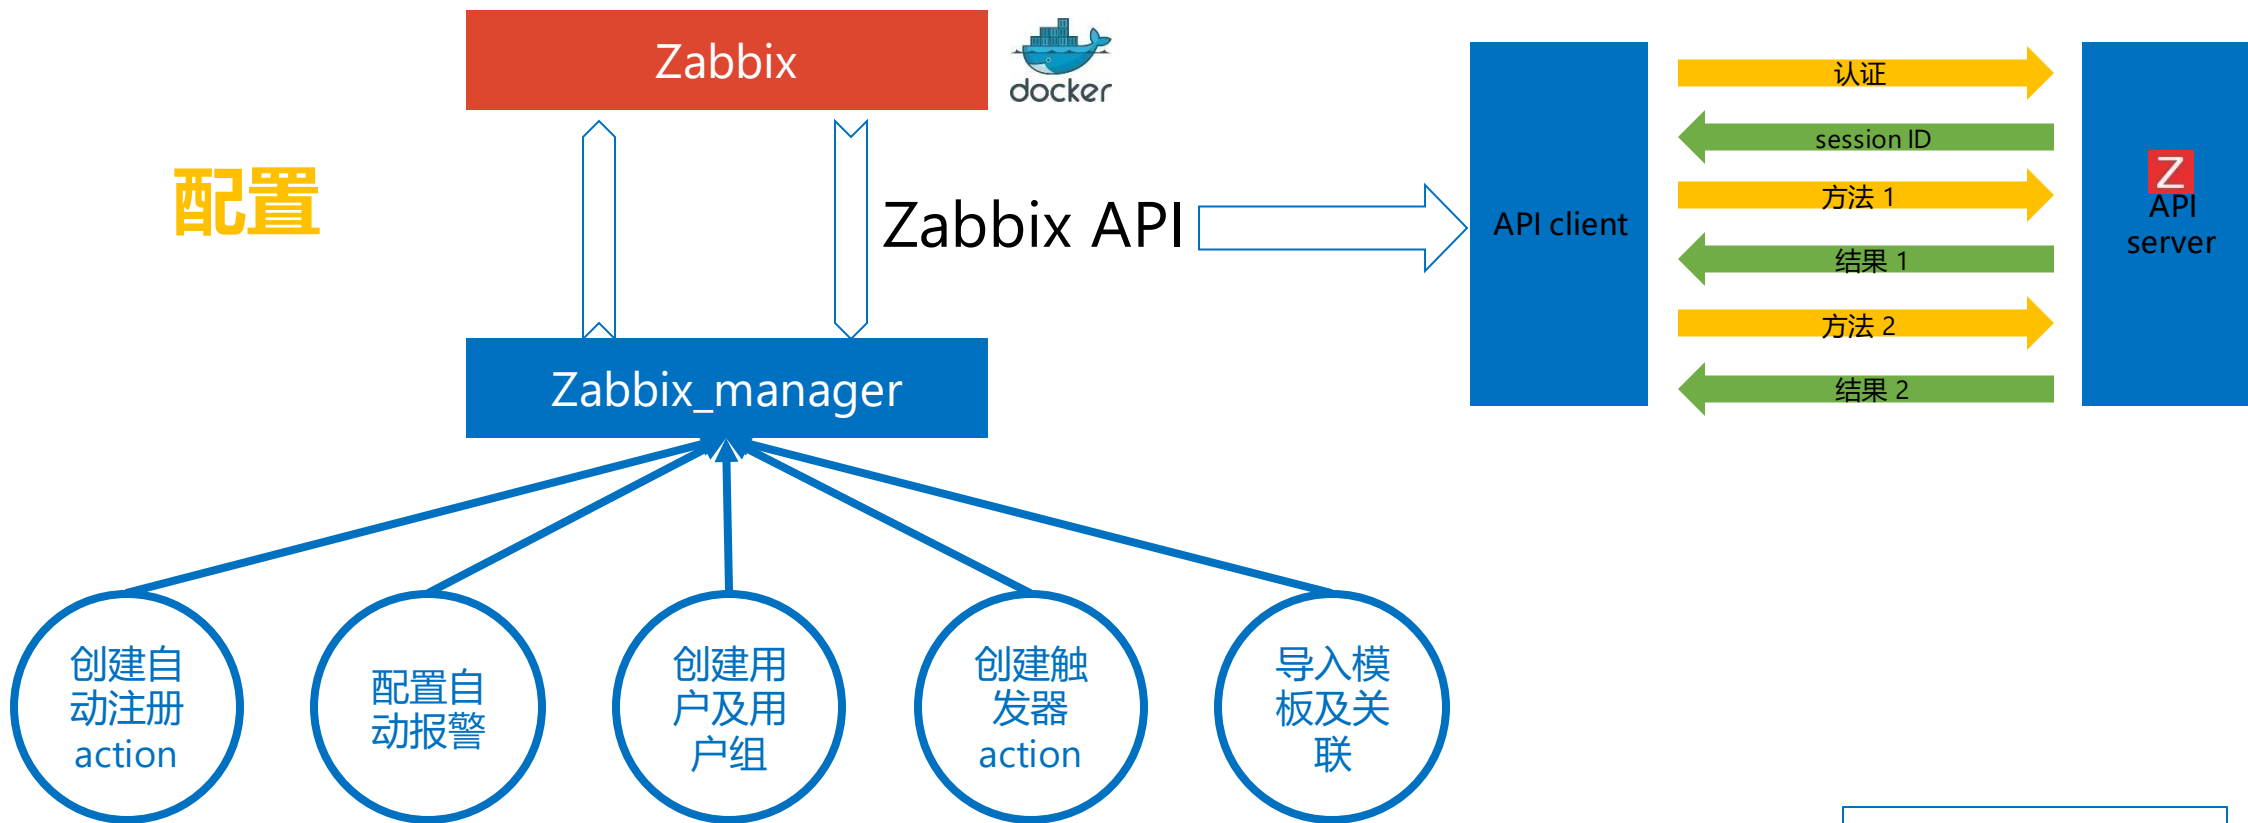 Zabbix
docker
配置
Zabbix API
Zabbix_manager
API client
认证
session ID
方法 1
结果 1
方法 2
结果 2
Z
API
server
创建自
动注册
action
配置自
动报警
创建用
户及用
户组
创建触
发器
action
导入模
板及关
联